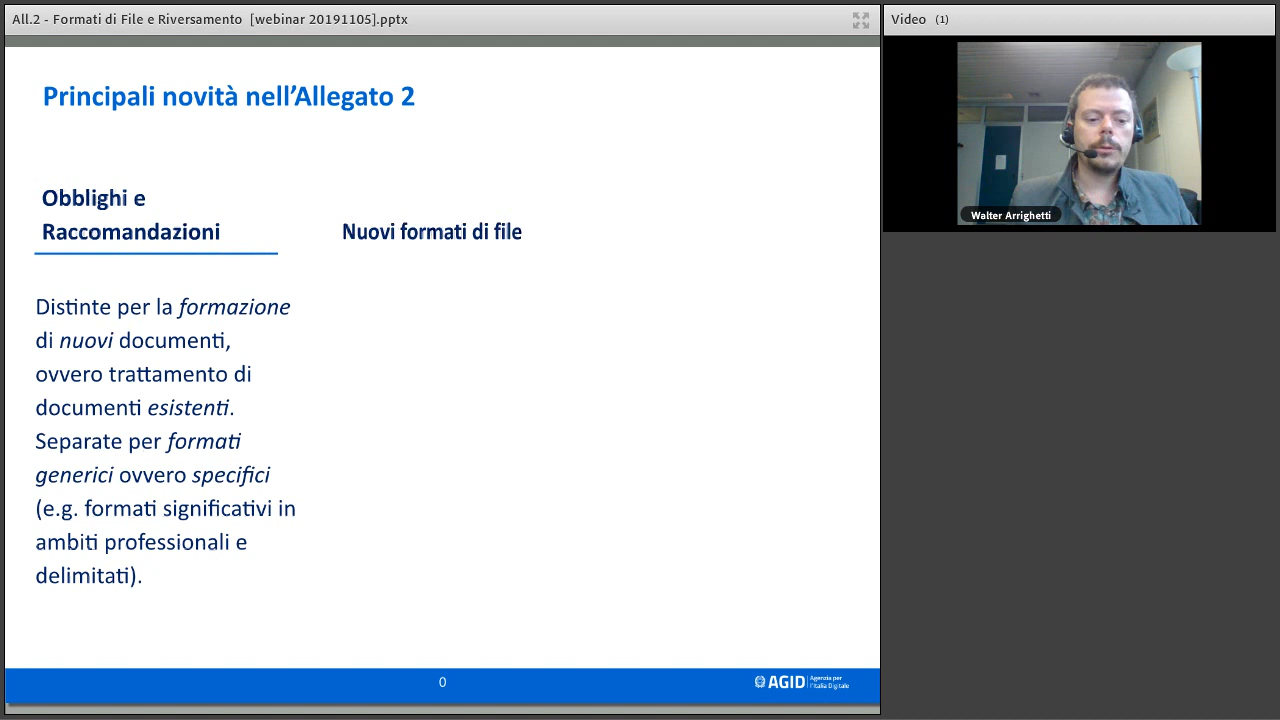 All.2 - Formati di File e Riversamento [webinar 20191105].pptx
Video (1)
Walter Arrighetti
Principali novità nell’Allegato 2
Obblighi e
Raccomandazioni
Nuovi formati di file
Distinte per la formazione
di nuovi documenti,
ovvero trattamento di
documenti esistenti.
Separate per formati
generici ovvero specifici
(e.g. formati significativi in
ambiti professionali e
delimitati).
0
AGID
Agenzia per
l’Italia Digitale